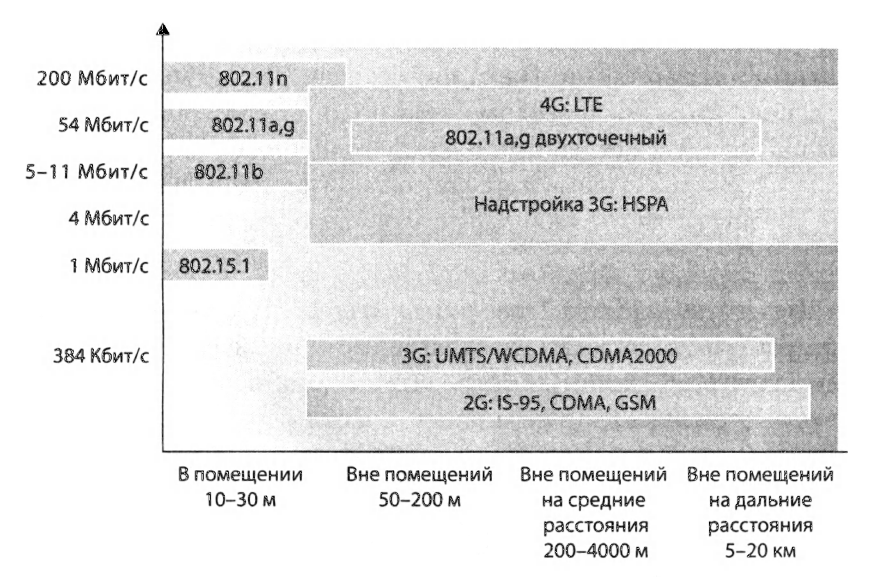 200 Мбит/с
802.11n
4G: LTE
54 Мбит/с
802.11a,g
802.11a,g двухточечный
5–11 Мбит/с
802.11b
Надстройка 3G: HSPA
4 Мбит/с
1 Мбит/с
802.15.1
384 Кбит/с
3G: UMTS/WCDMA, CDMA2000
2G: IS-95, CDMA, GSM
В помещении
10–30 м
Вне помещений
50–200 м
Вне помещений
на средние
расстояния
200–4000 м
Вне помещений
на дальние
расстояния
5–20 км